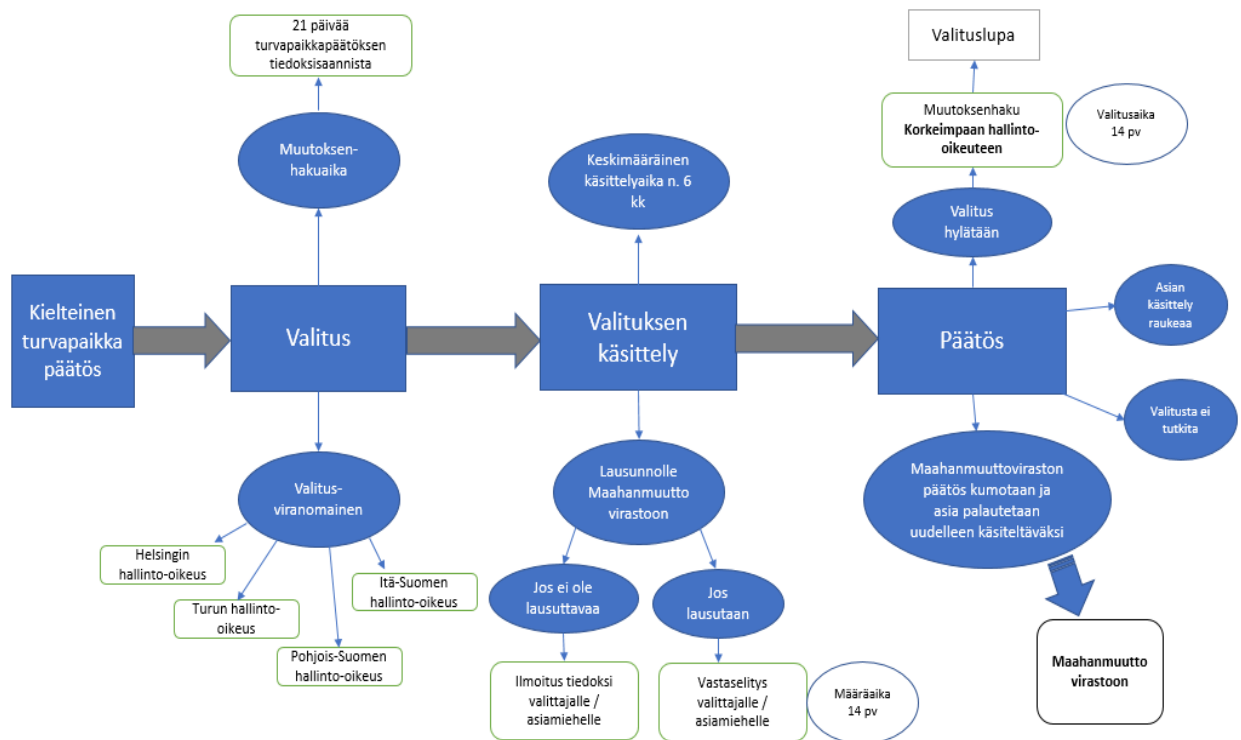 21 päivää
turvapaikkapäätöksen
tiedoksisaannista
Muutoksen-
hakuaika
Kielteinen
turvapaikka
päätös
Valitus
Valitus-
viranomainen
Helsingin
hallinto-oikeus
Turun hallinto-
oikeus
Pohjois-Suomen
hallinto-oikeus
Itä-Suomen
hallinto-oikeus
Keskimääräinen
käsittelyaika n. 6
kk
Valituksen
käsittely
Lausunnolle
Maahanmuutto
virastoon
Jos ei ole
lausuttavaa
Ilmoitus tiedoksi
valittajalle /
asiamiehelle
Jos
lausutaan
Vastaselitys
valittajalle /
asiamiehelle
Määräaika
14 pv
Valituslupa
Muutoksenhaku
Korkeimpaan hallinto-
oikeuteen
Valitusaika
14 pv
Valitus
hylätään
Päätös
Asian
käsittely
raukeaa
Valitusta ei
tutkita
Maahanmuuttoviraston
päätös kumotaan ja
asia palautetaan
uudelleen käsiteltäväksi
Maahanmuutto
virastoon